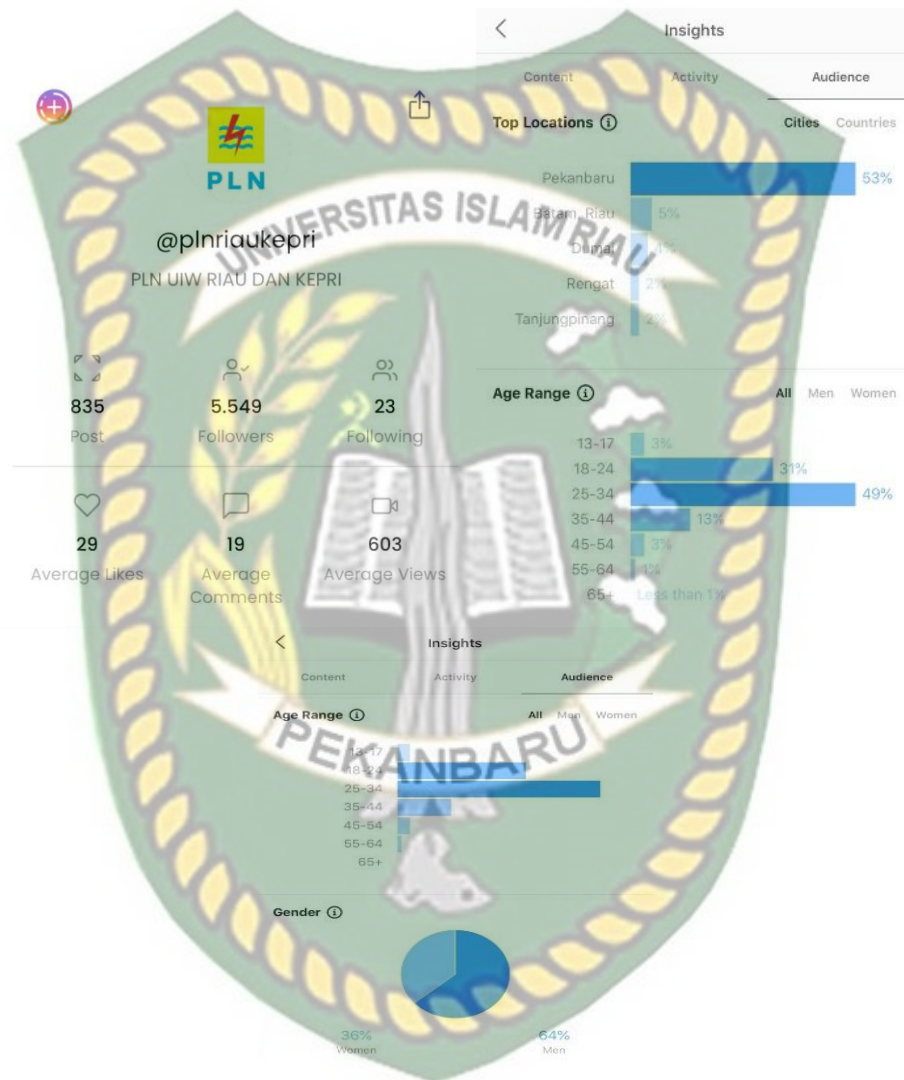 PLN
@plnriaukepri
PLN UIW RIAU DAN KEPRI
835
Post
5.549
Followers
23
Following
29
Average Likes
19
Average
Comments
603
Average Views
Insights
Content Activity Audience
Top Locations
Cities Countries
Pekanbaru 53%
Batam, Riau 5%
Dumai 4%
Rengat 2%
Tanjungpinang 2%
Age Range
All Men Women
13-17 3%
18-24 31%
25-34 49%
35-44 13%
45-54 3%
55-64 1%
65+ Less than 1%
Insights
Content Activity Audience
Age Range
All Men Women
13-17
18-24
25-34
35-44
45-54
55-64
65+
Gender
36%
Women
64%
Men
UNIVERSITAS ISLAM RIAU
PEKANBARU